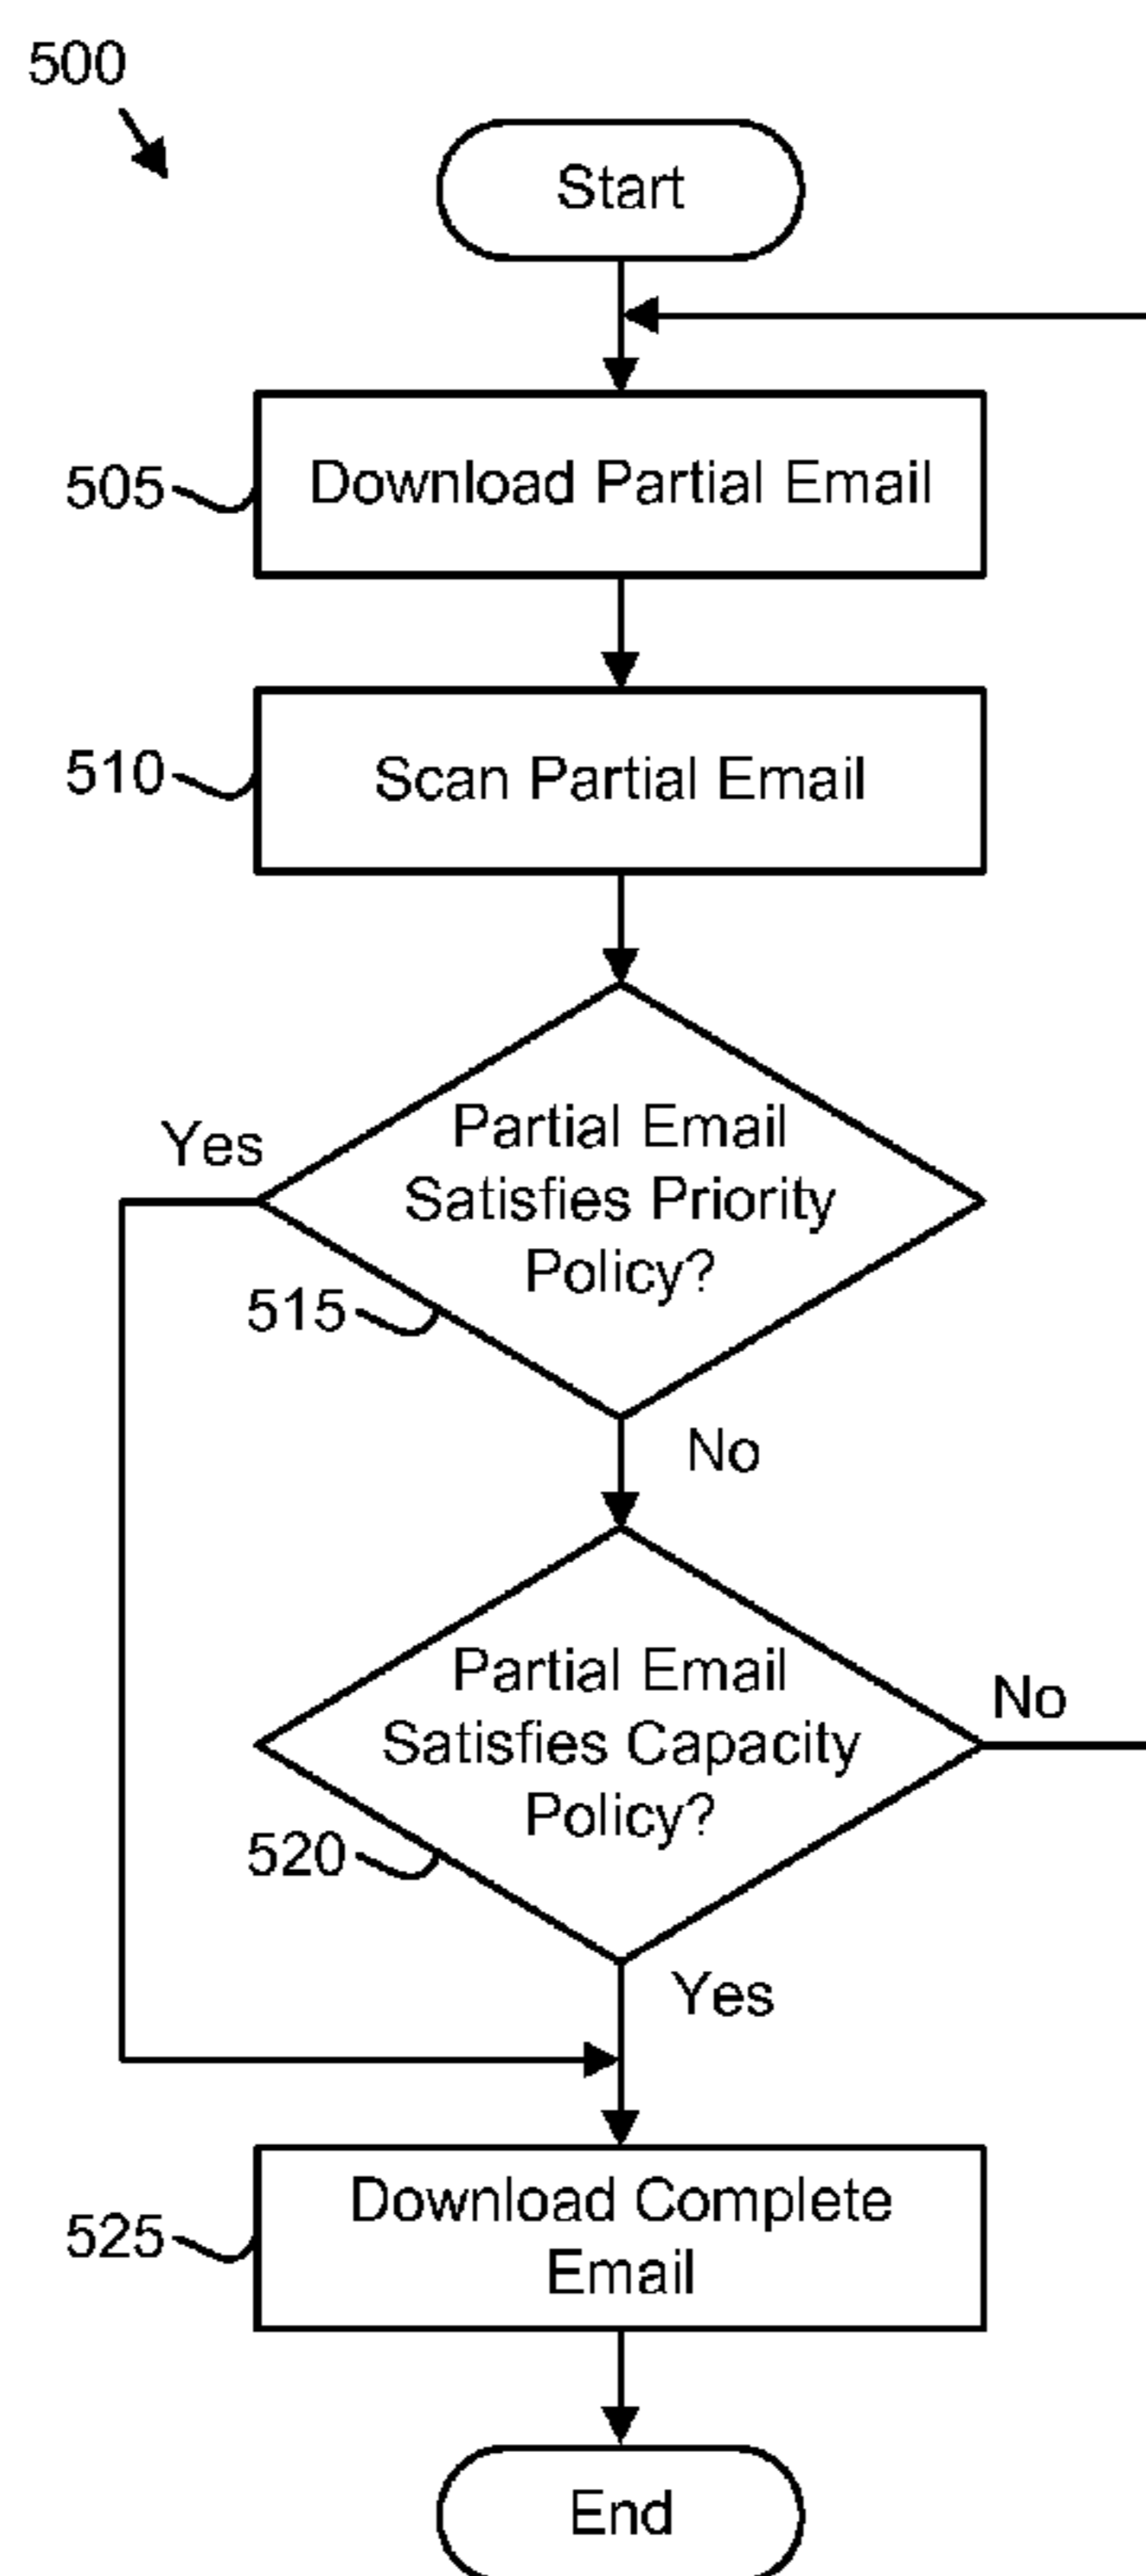 500
Start
505
Download Partial Email
510
Scan Partial Email
Yes
Partial Email
Satisfies Priority
Policy?
515
No
Partial Email
Satisfies Capacity
Policy?
No
520
Yes
525
Download Complete
Email
End